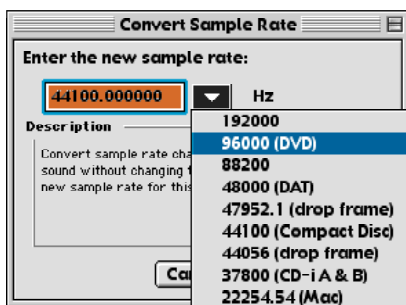 Convert Sample Rate
Enter the new sample rate:
44100.000000 Hz
192000
96000 (DVD)
88200
48000 (DAT)
47952.1 (drop frame)
44100 (Compact Disc)
44056 (drop frame)
37800 (CD-i A & B)
22254.54 (Mac)
Description
Convert sample rate cha
sound without changing
new sample rate for this
Ca